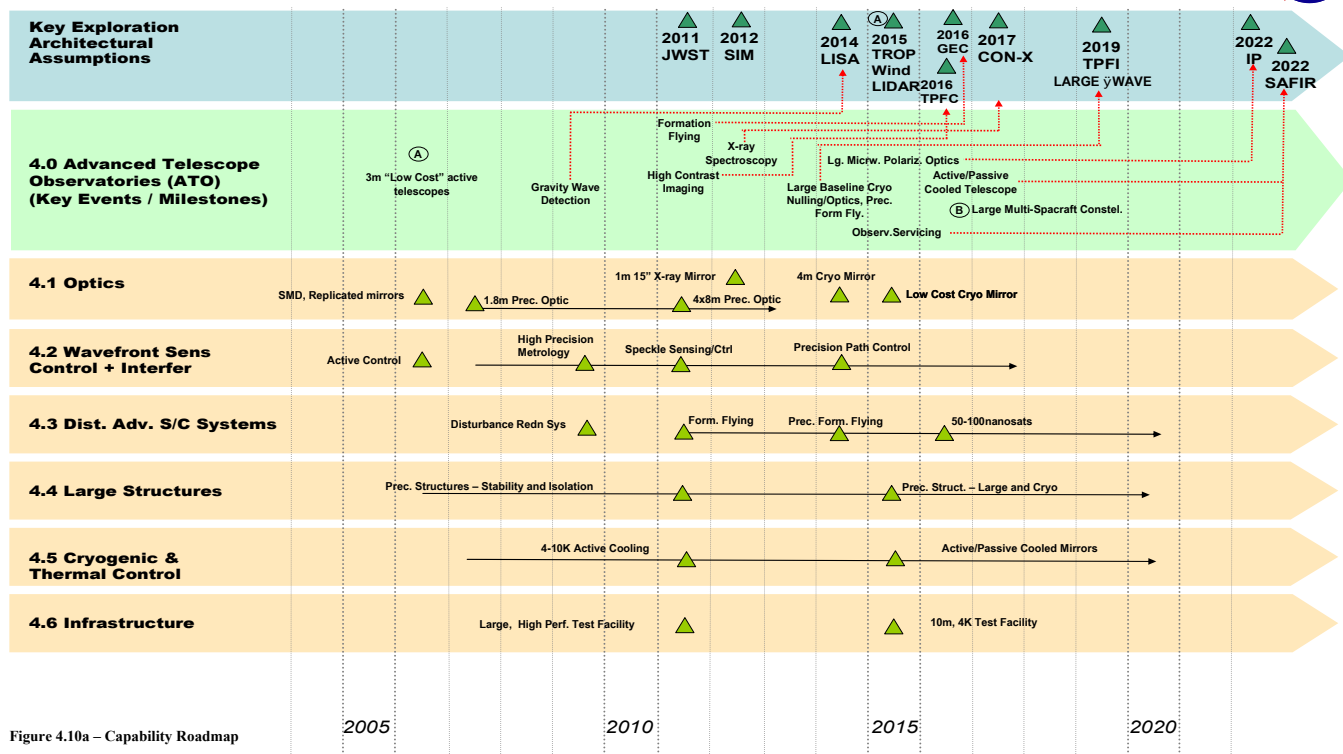 Key Exploration
Architectural
Assumptions
2011
JWST
2012
SIM
2014
LISA
A
2015
TROP
Wind
LIDAR
2016
GEC
2016
TPFC
2017
CON-X
2019
TPFI
LARGE ÿWAVE
2022
IP
2022
SAFIR
4.0 Advanced Telescope
Observatories (ATO)
(Key Events / Milestones)
A
3m “Low Cost” active
telescopes
Gravity Wave
Detection
Formation
Flying
X-ray
Spectroscopy
High Contrast
Imaging
Lg. Micrw. Polariz. Optics
Large Baseline Cryo
Nulling/Optics, Prec.
Form Fly.
Active/Passive
Cooled Telescope
B Large Multi-Spacraft Constel.
Observ.Servicing
4.1 Optics
SMD, Replicated mirrors
1.8m Prec. Optic
1m 15” X-ray Mirror
4x8m Prec. Optic
4m Cryo Mirror
Low Cost Cryo Mirror
4.2 Wavefront Sens
Control + Interfer
Active Control
High Precision
Metrology
Speckle Sensing/Ctrl
Precision Path Control
4.3 Dist. Adv. S/C Systems
Disturbance Redn Sys
Form. Flying
Prec. Form. Flying
50-100nanosats
4.4 Large Structures
Prec. Structures – Stability and Isolation
Prec. Struct. – Large and Cryo
4.5 Cryogenic &
Thermal Control
4-10K Active Cooling
Active/Passive Cooled Mirrors
4.6 Infrastructure
Large, High Perf. Test Facility
10m, 4K Test Facility
2005
2010
2015
2020
Figure 4.10a – Capability Roadmap